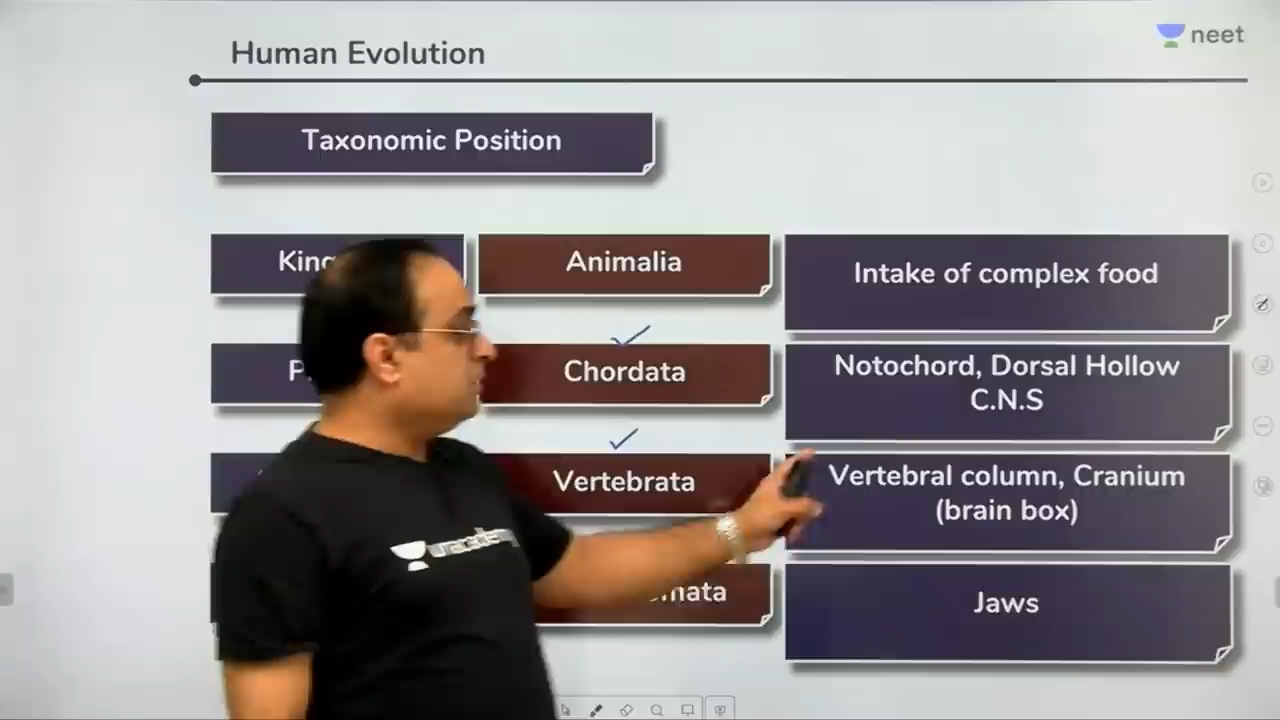 Human Evolution
neet
Taxonomic Position
Animalia
Intake of complex food
Chordata
Notochord, Dorsal Hollow
C.N.S
Vertebrata
Vertebral column, Cranium
(brain box)
Jaws
unacademy